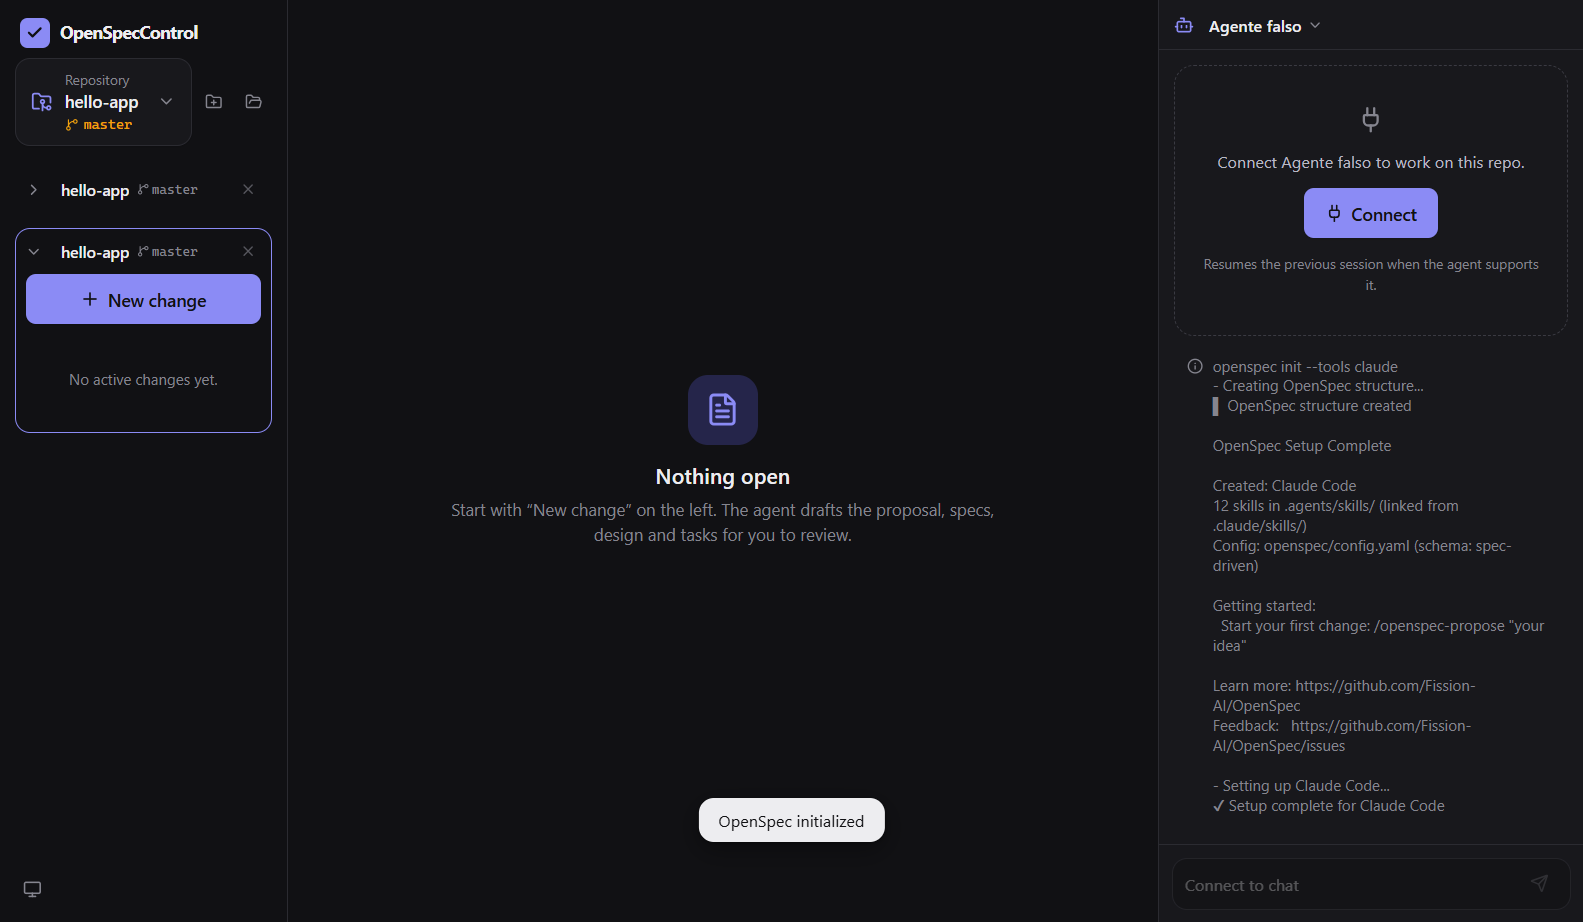 OpenSpecControl
Repository
hello-app
master
hello-app master
hello-app master
New change
No active changes yet.
Nothing open
Start with “New change” on the left. The agent drafts the proposal, specs,
design and tasks for you to review.
OpenSpec initialized
Agente falso
Connect Agente falso to work on this repo.
Connect
Resumes the previous session when the agent supports
it.
openspec init --tools claude
- Creating OpenSpec structure...
▌ OpenSpec structure created
OpenSpec Setup Complete
Created: Claude Code
12 skills in .agents/skills/ (linked from
.claude/skills/)
Config: openspec/config.yaml (schema: spec-
driven)
Getting started:
Start your first change: /openspec-propose "your
idea"
Learn more: https://github.com/Fission-
AI/OpenSpec
Feedback: https://github.com/Fission-
AI/OpenSpec/issues
- Setting up Claude Code...
✔ Setup complete for Claude Code
Connect to chat